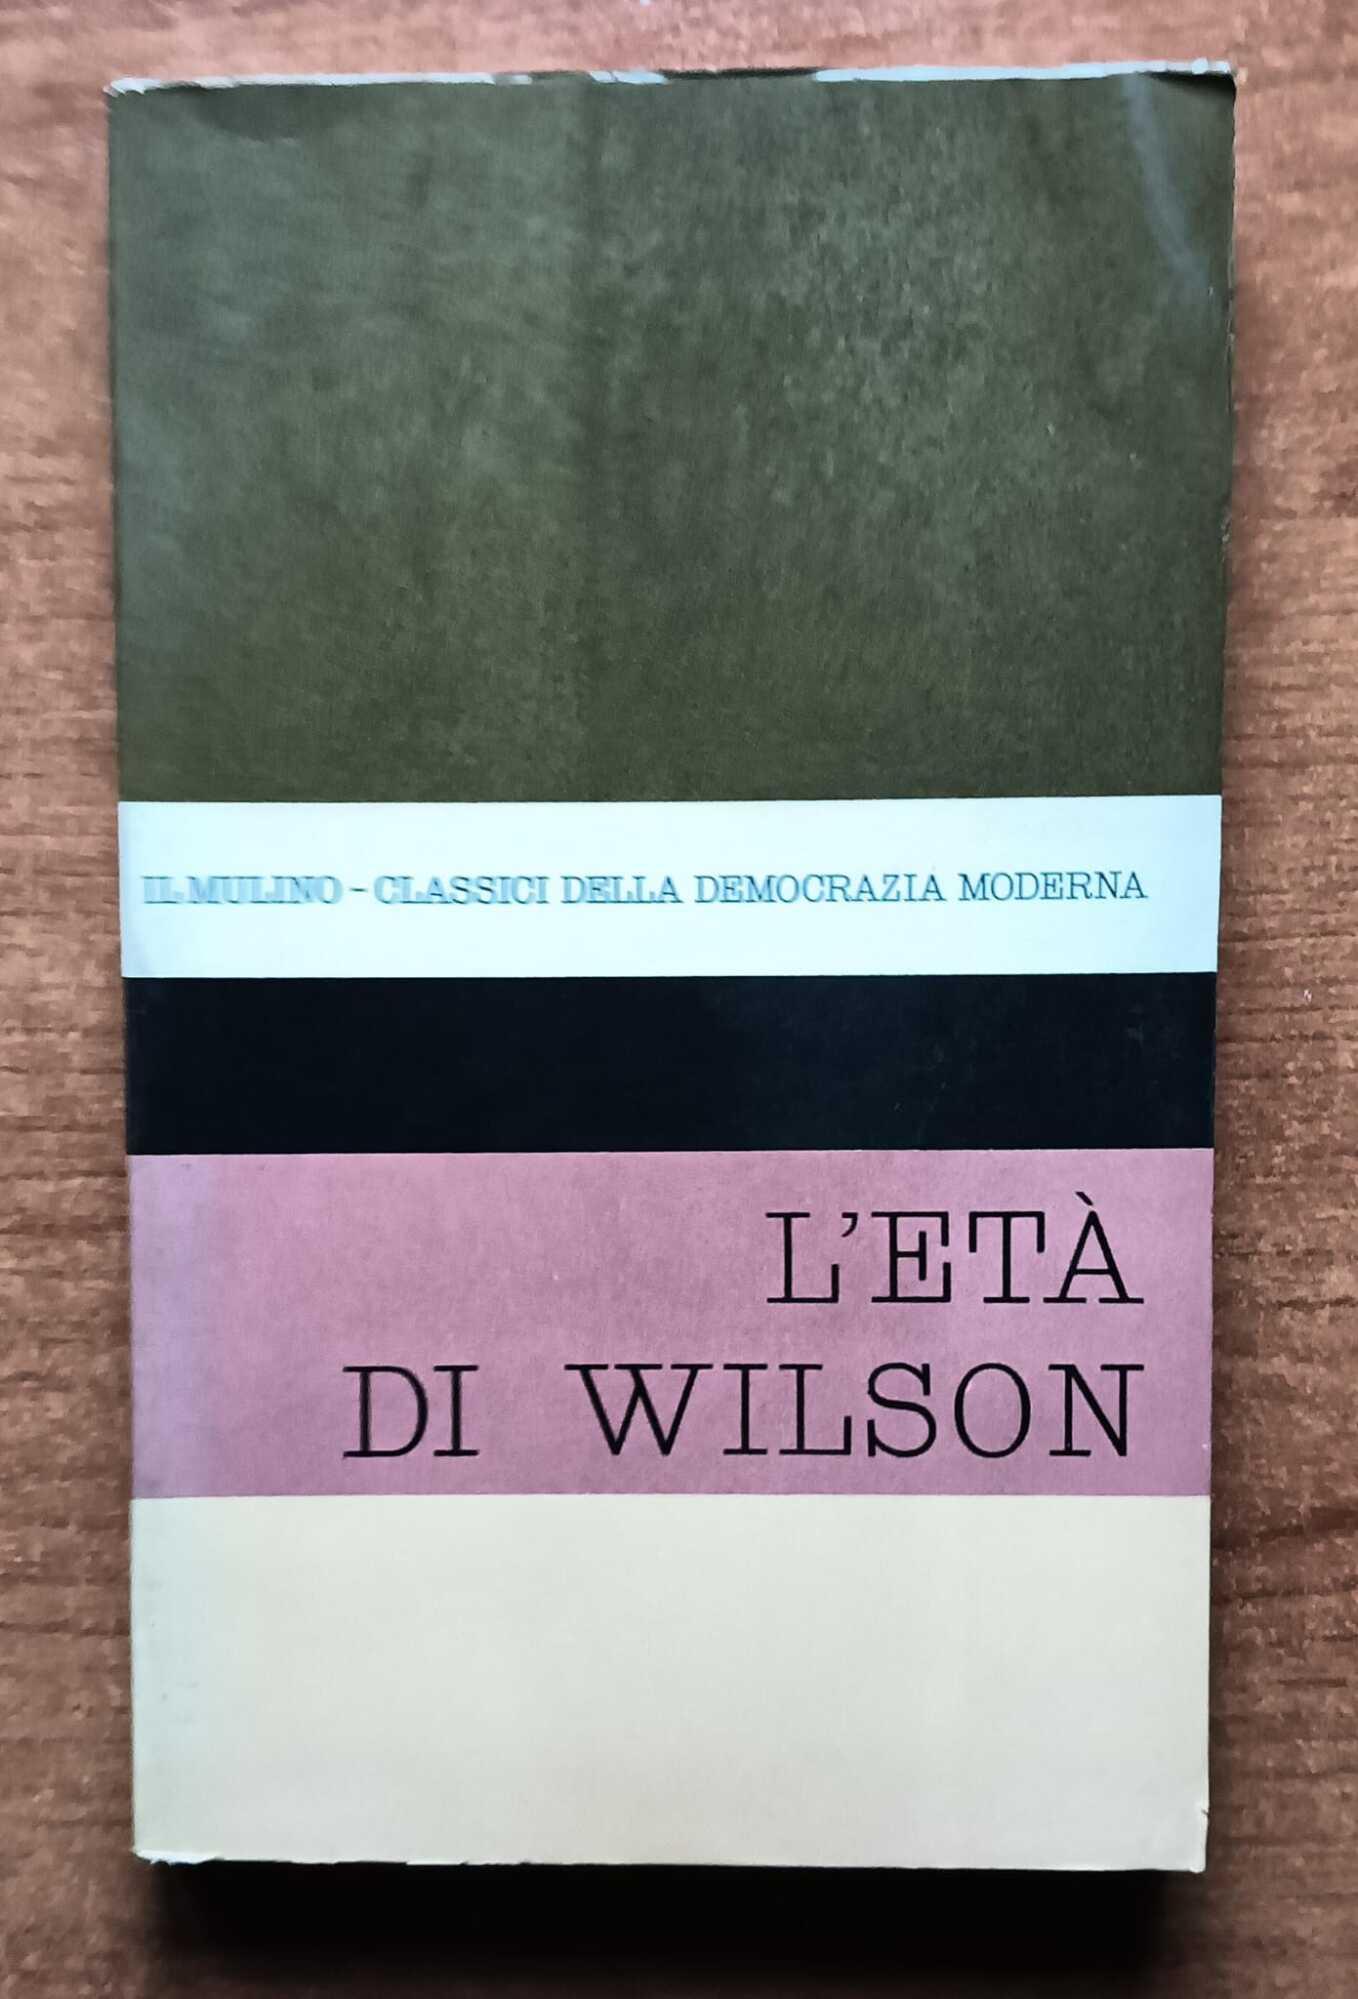 IL MULINO - CLASSICI DELLA DEMOCRAZIA MODERNA
L'ETÀ
DI WILSON